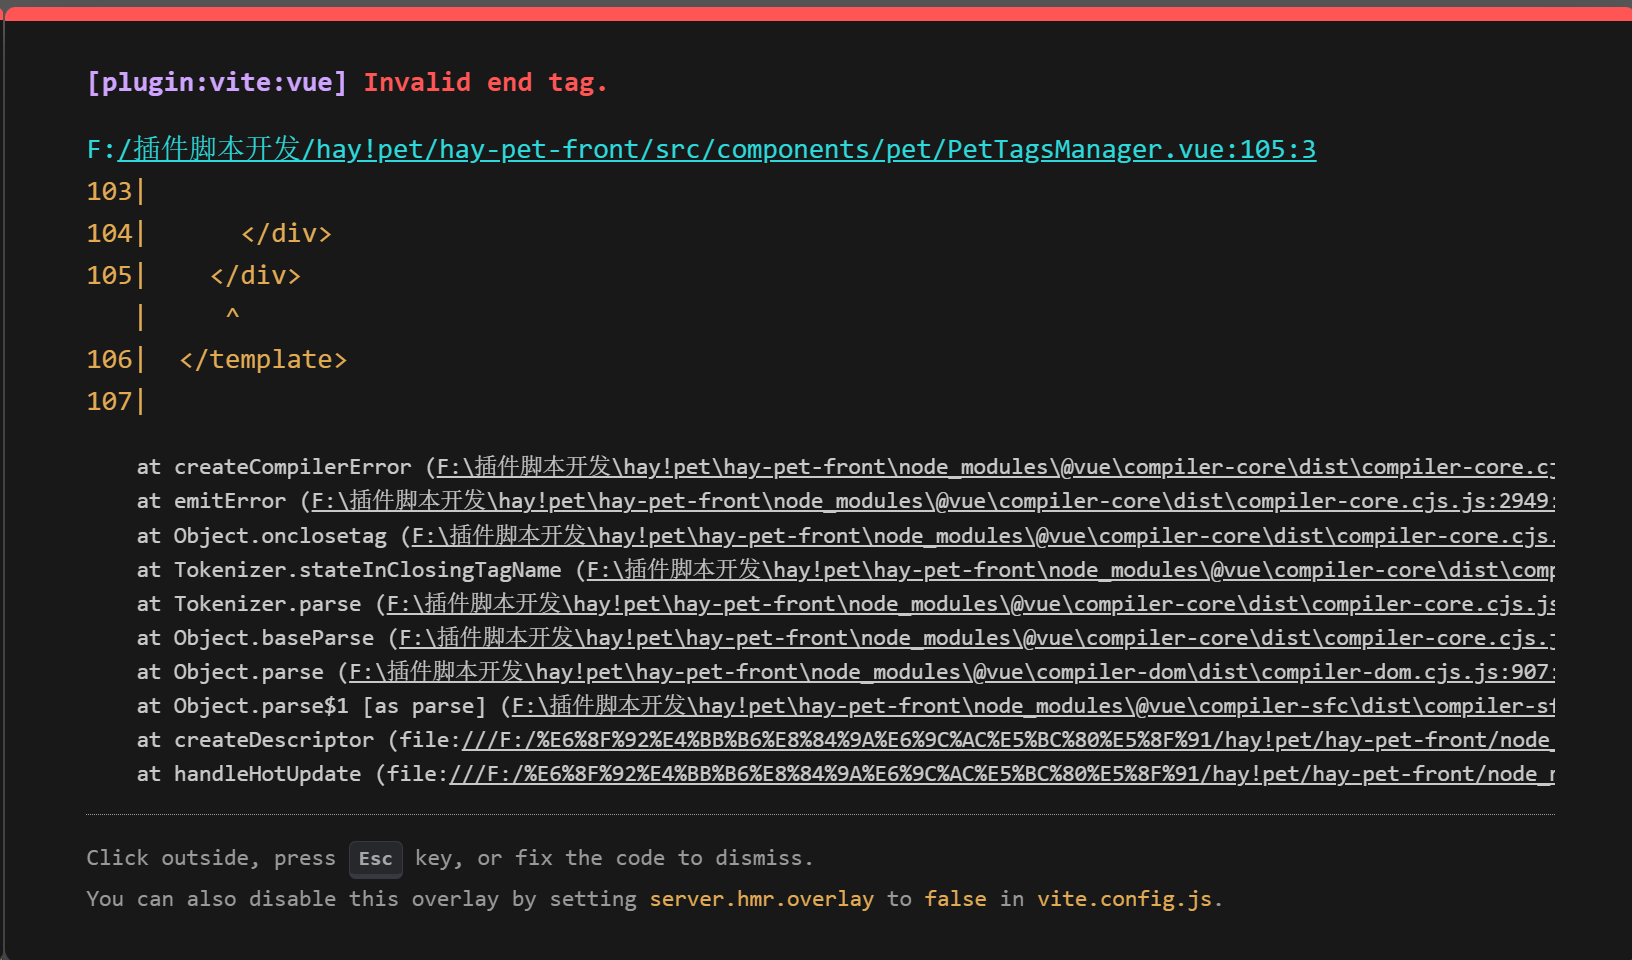 [plugin:vite:vue] Invalid end tag.
F:/插件脚本开发/hay!pet/hay-pet-front/src/components/pet/PetTagsManager.vue:105:3
103|
104|      </div>
105|    </div>
   |     ^
106|  </template>
107|
at createCompilerError (F:\插件脚本开发\hay!pet\hay-pet-front\node_modules\@vue\compiler-core\dist\compiler-core.cj
at emitError (F:\插件脚本开发\hay!pet\hay-pet-front\node_modules\@vue\compiler-core\dist\compiler-core.cjs.js:2949:
at Object.onclosetag (F:\插件脚本开发\hay!pet\hay-pet-front\node_modules\@vue\compiler-core\dist\compiler-core.cjs.
at Tokenizer.stateInClosingTagName (F:\插件脚本开发\hay!pet\hay-pet-front\node_modules\@vue\compiler-core\dist\comp
at Tokenizer.parse (F:\插件脚本开发\hay!pet\hay-pet-front\node_modules\@vue\compiler-core\dist\compiler-core.cjs.js
at Object.baseParse (F:\插件脚本开发\hay!pet\hay-pet-front\node_modules\@vue\compiler-core\dist\compiler-core.cjs.j
at Object.parse (F:\插件脚本开发\hay!pet\hay-pet-front\node_modules\@vue\compiler-dom\dist\compiler-dom.cjs.js:907:
at Object.parse$1 [as parse] (F:\插件脚本开发\hay!pet\hay-pet-front\node_modules\@vue\compiler-sfc\dist\compiler-sf
at createDescriptor (file:///F:/%E6%8F%92%E4%BB%B6%E8%84%9A%E6%9C%AC%E5%BC%80%E5%8F%91/hay!pet/hay-pet-front/node_
at handleHotUpdate (file:///F:/%E6%8F%92%E4%BB%B6%E8%84%9A%E6%9C%AC%E5%BC%80%E5%8F%91/hay!pet/hay-pet-front/node_m
Click outside, press Esc key, or fix the code to dismiss.
You can also disable this overlay by setting server.hmr.overlay to false in vite.config.js.